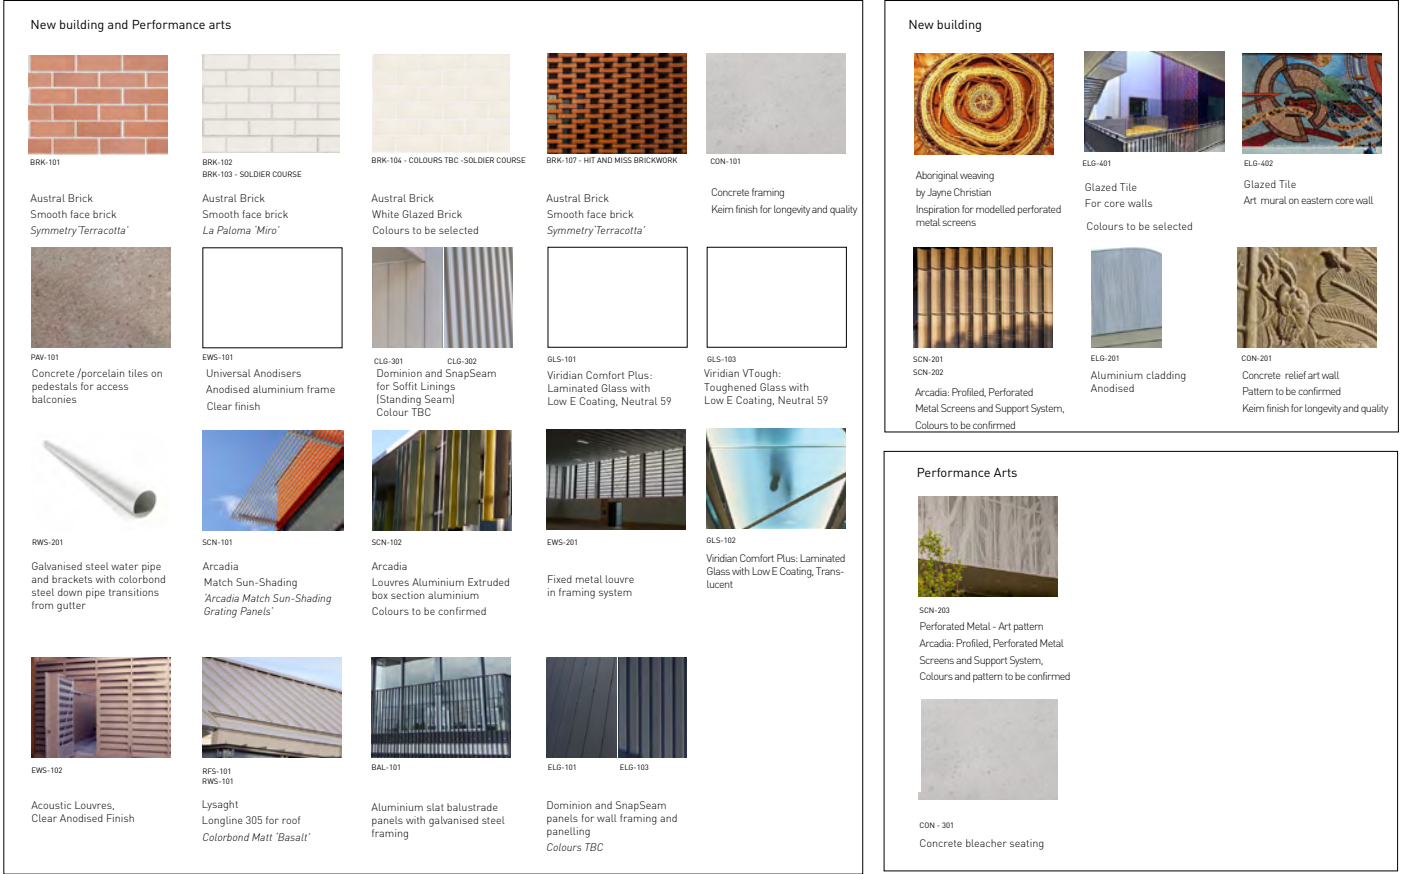 New building and Performance arts
BRK-101
Austral Brick
Smooth face brick
Symmetry'Terracotta'
BRK-102
BRK-103 - SOLDIER COURSE
Austral Brick
Smooth face brick
La Paloma 'Miro'
BRK-104 - COLOURS TBC -SOLDIER COURSE
Austral Brick
White Glazed Brick
Colours to be selected
BRK-107 - HIT AND MISS BRICKWORK
Austral Brick
Smooth face brick
Symmetry'Terracotta'
CON-101
Concrete framing
Keim finish for longevity and quality
PAV-101
Concrete /porcelain tiles on
pedestals for access
balconies
EWS-101
Universal Anodisers
Anodised aluminium frame
Clear finish
CLG-301 CLG-302
Dominion and SnapSeam
for Soffit Linings
(Standing Seam)
Colour TBC
GLS-101
Viridian Comfort Plus:
Laminated Glass with
Low E Coating, Neutral 59
GLS-103
Viridian VTough:
Toughened Glass with
Low E Coating, Neutral 59
RWS-201
Galvanised steel water pipe
and brackets with colorbond
steel down pipe transitions
from gutter
SCN-101
Arcadia
Match Sun-Shading
'Arcadia Match Sun-Shading
Grating Panels'
SCN-102
Arcadia
Louvres Aluminium Extruded
box section aluminium
Colours to be confirmed
EWS-201
Fixed metal louvre
in framing system
GLS-102
Viridian Comfort Plus: Laminated
Glass with Low E Coating, Trans-
lucent
EWS-102
Acoustic Louvres,
Clear Anodised Finish
RFS-101
RWS-101
Lysaght
Longline 305 for roof
Colorbond Matt 'Basalt'
BAL-101
Aluminium slat balustrade
panels with galvanised steel
framing
ELG-101 ELG-103
Dominion and SnapSeam
panels for wall framing and
panelling
Colours TBC
New building
Aboriginal weaving
by Jayne Christian
Inspiration for modelled perforated
metal screens
ELG-401
Glazed Tile
For core walls
Colours to be selected
ELG-402
Glazed Tile
Art mural on eastern core wall
SCN-201
SCN-202
Arcadia: Profiled, Perforated
Metal Screens and Support System,
Colours to be confirmed
ELG-201
Aluminium cladding
Anodised
CON-201
Concrete relief art wall
Pattern to be confirmed
Keim finish for longevity and quality
Performance Arts
SCN-203
Perforated Metal - Art pattern
Arcadia: Profiled, Perforated Metal
Screens and Support System,
Colours and pattern to be confirmed
CON - 301
Concrete bleacher seating